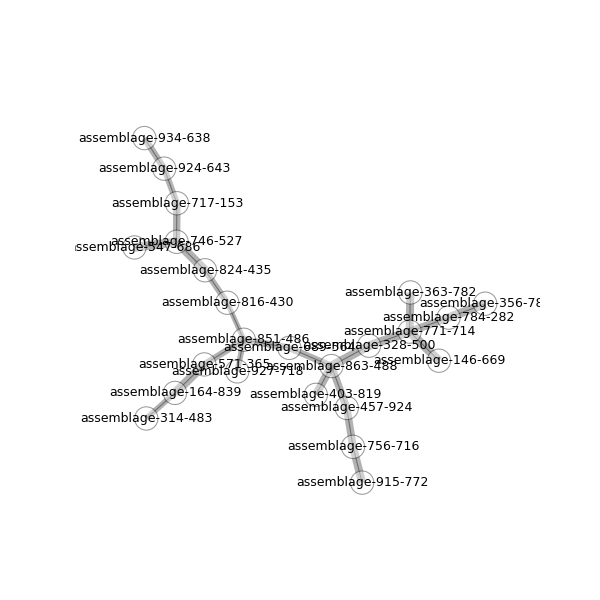 assemblage-934-638
assemblage-924-643
assemblage-717-153
assemblage-746-527
assemblage-547-686
assemblage-824-435
assemblage-363-782
assemblage-816-430
assemblage-356-78
assemblage-784-282
assemblage-771-714
assemblage-851-486
assemblage-328-500
assemblage-689-564
assemblage-146-669
assemblage-571-365
assemblage-863-488
assemblage-927-718
assemblage-164-839
assemblage-403-819
assemblage-457-924
assemblage-314-483
assemblage-756-716
assemblage-915-772